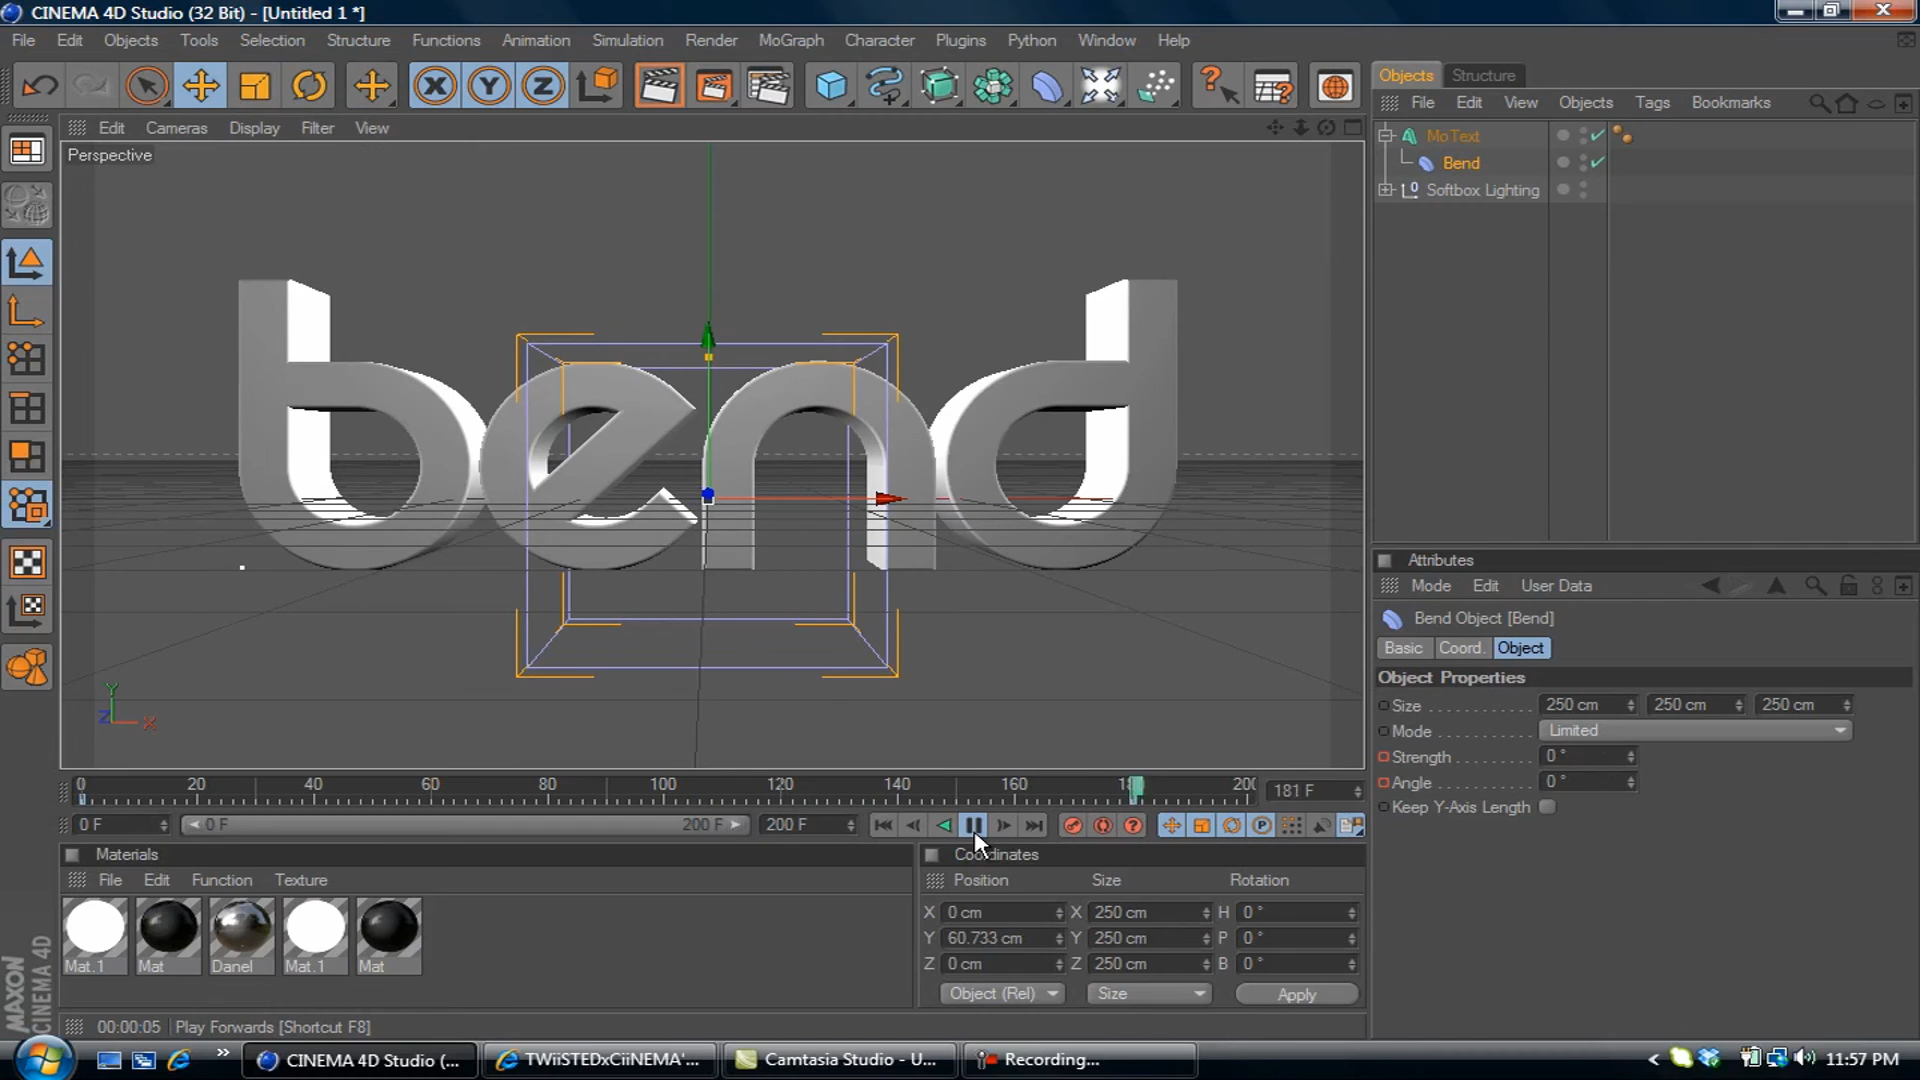 CINEMA 4D Studio (32 Bit) - [Untitled 1 *]
File Edit Objects Tools Selection Structure Functions Animation Simulation Render MoGraph Character Plugins Python Window Help
Objects Structure
File Edit View Objects Tags Bookmarks
Edit Cameras Display Filter View
Perspective
MoText
Bend
Softbox Lighting
bend
Y
Z X
Attributes
Mode Edit User Data
Bend Object [Bend]
Basic Coord. Object
Object Properties
Size 250 cm 250 cm 250 cm
Mode Limited
Strength 0 °
Angle 0 °
Keep Y-Axis Length
0 20 40 60 80 100 120 140 160 200 181 F
0 F 0 F 200 F 200 F
Materials
File Edit Function Texture
Mat.1 Mat Danel Mat.1 Mat
Coordinates
Position Size Rotation
X 0 cm X 250 cm H 0 °
Y 60.733 cm Y 250 cm P 0 °
Z 0 cm Z 250 cm B 0 °
Object (Rel) Size Apply
MAXON
CINEMA 4D
00:00:05 Play Forwards [Shortcut F8]
CINEMA 4D Studio (... TWiiSTEDxCiiNEMA'... Camtasia Studio - U... Recording... 11:57 PM